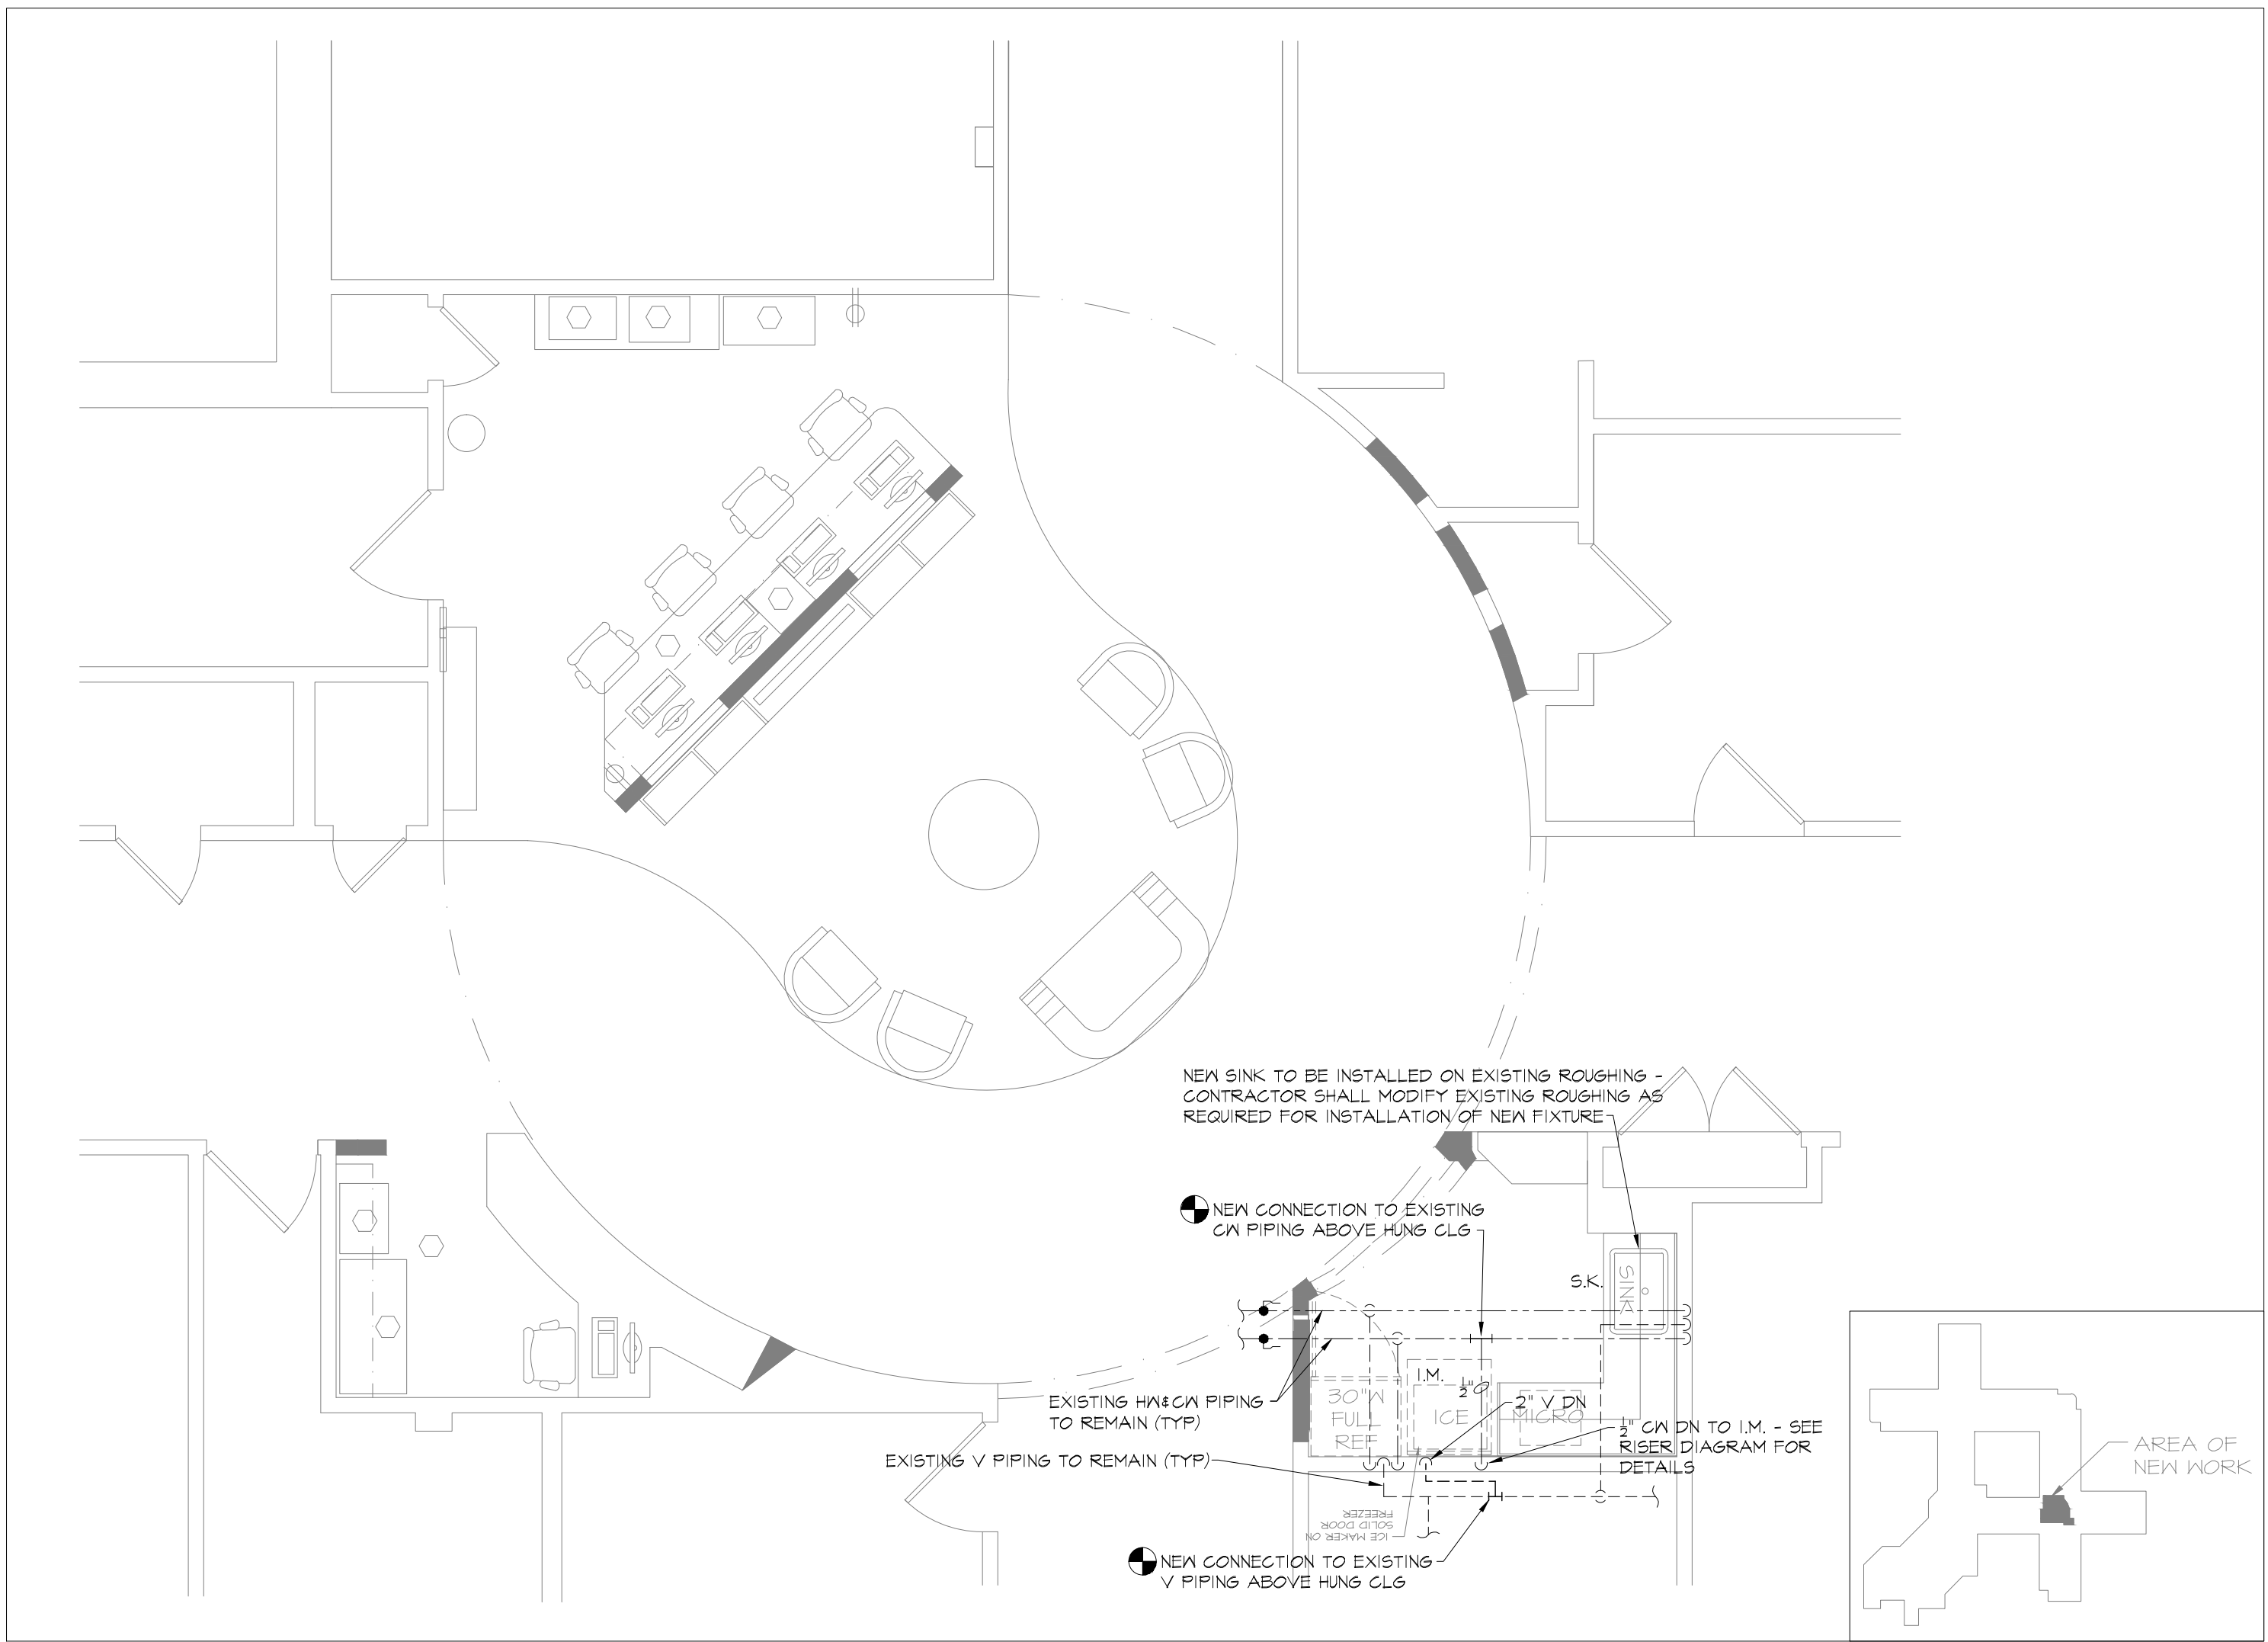 NEW SINK TO BE INSTALLED ON EXISTING ROUGHING -
CONTRACTOR SHALL MODIFY EXISTING ROUGHING AS
REQUIRED FOR INSTALLATION OF NEW FIXTURE
NEW CONNECTION TO EXISTING
CW PIPING ABOVE HUNG CLG
S.K.
SINK
I.M.
1/2"
EXISTING HW&CW PIPING
TO REMAIN (TYP)
30"W
FULL
REF
ICE
MICRO
2" V DN
1/2" CW DN TO I.M. - SEE
RISER DIAGRAM FOR
DETAILS
EXISTING V PIPING TO REMAIN (TYP)
ICE MAKER ON
SOLID DOOR
FREEZER
NEW CONNECTION TO EXISTING
V PIPING ABOVE HUNG CLG
AREA OF
NEW WORK